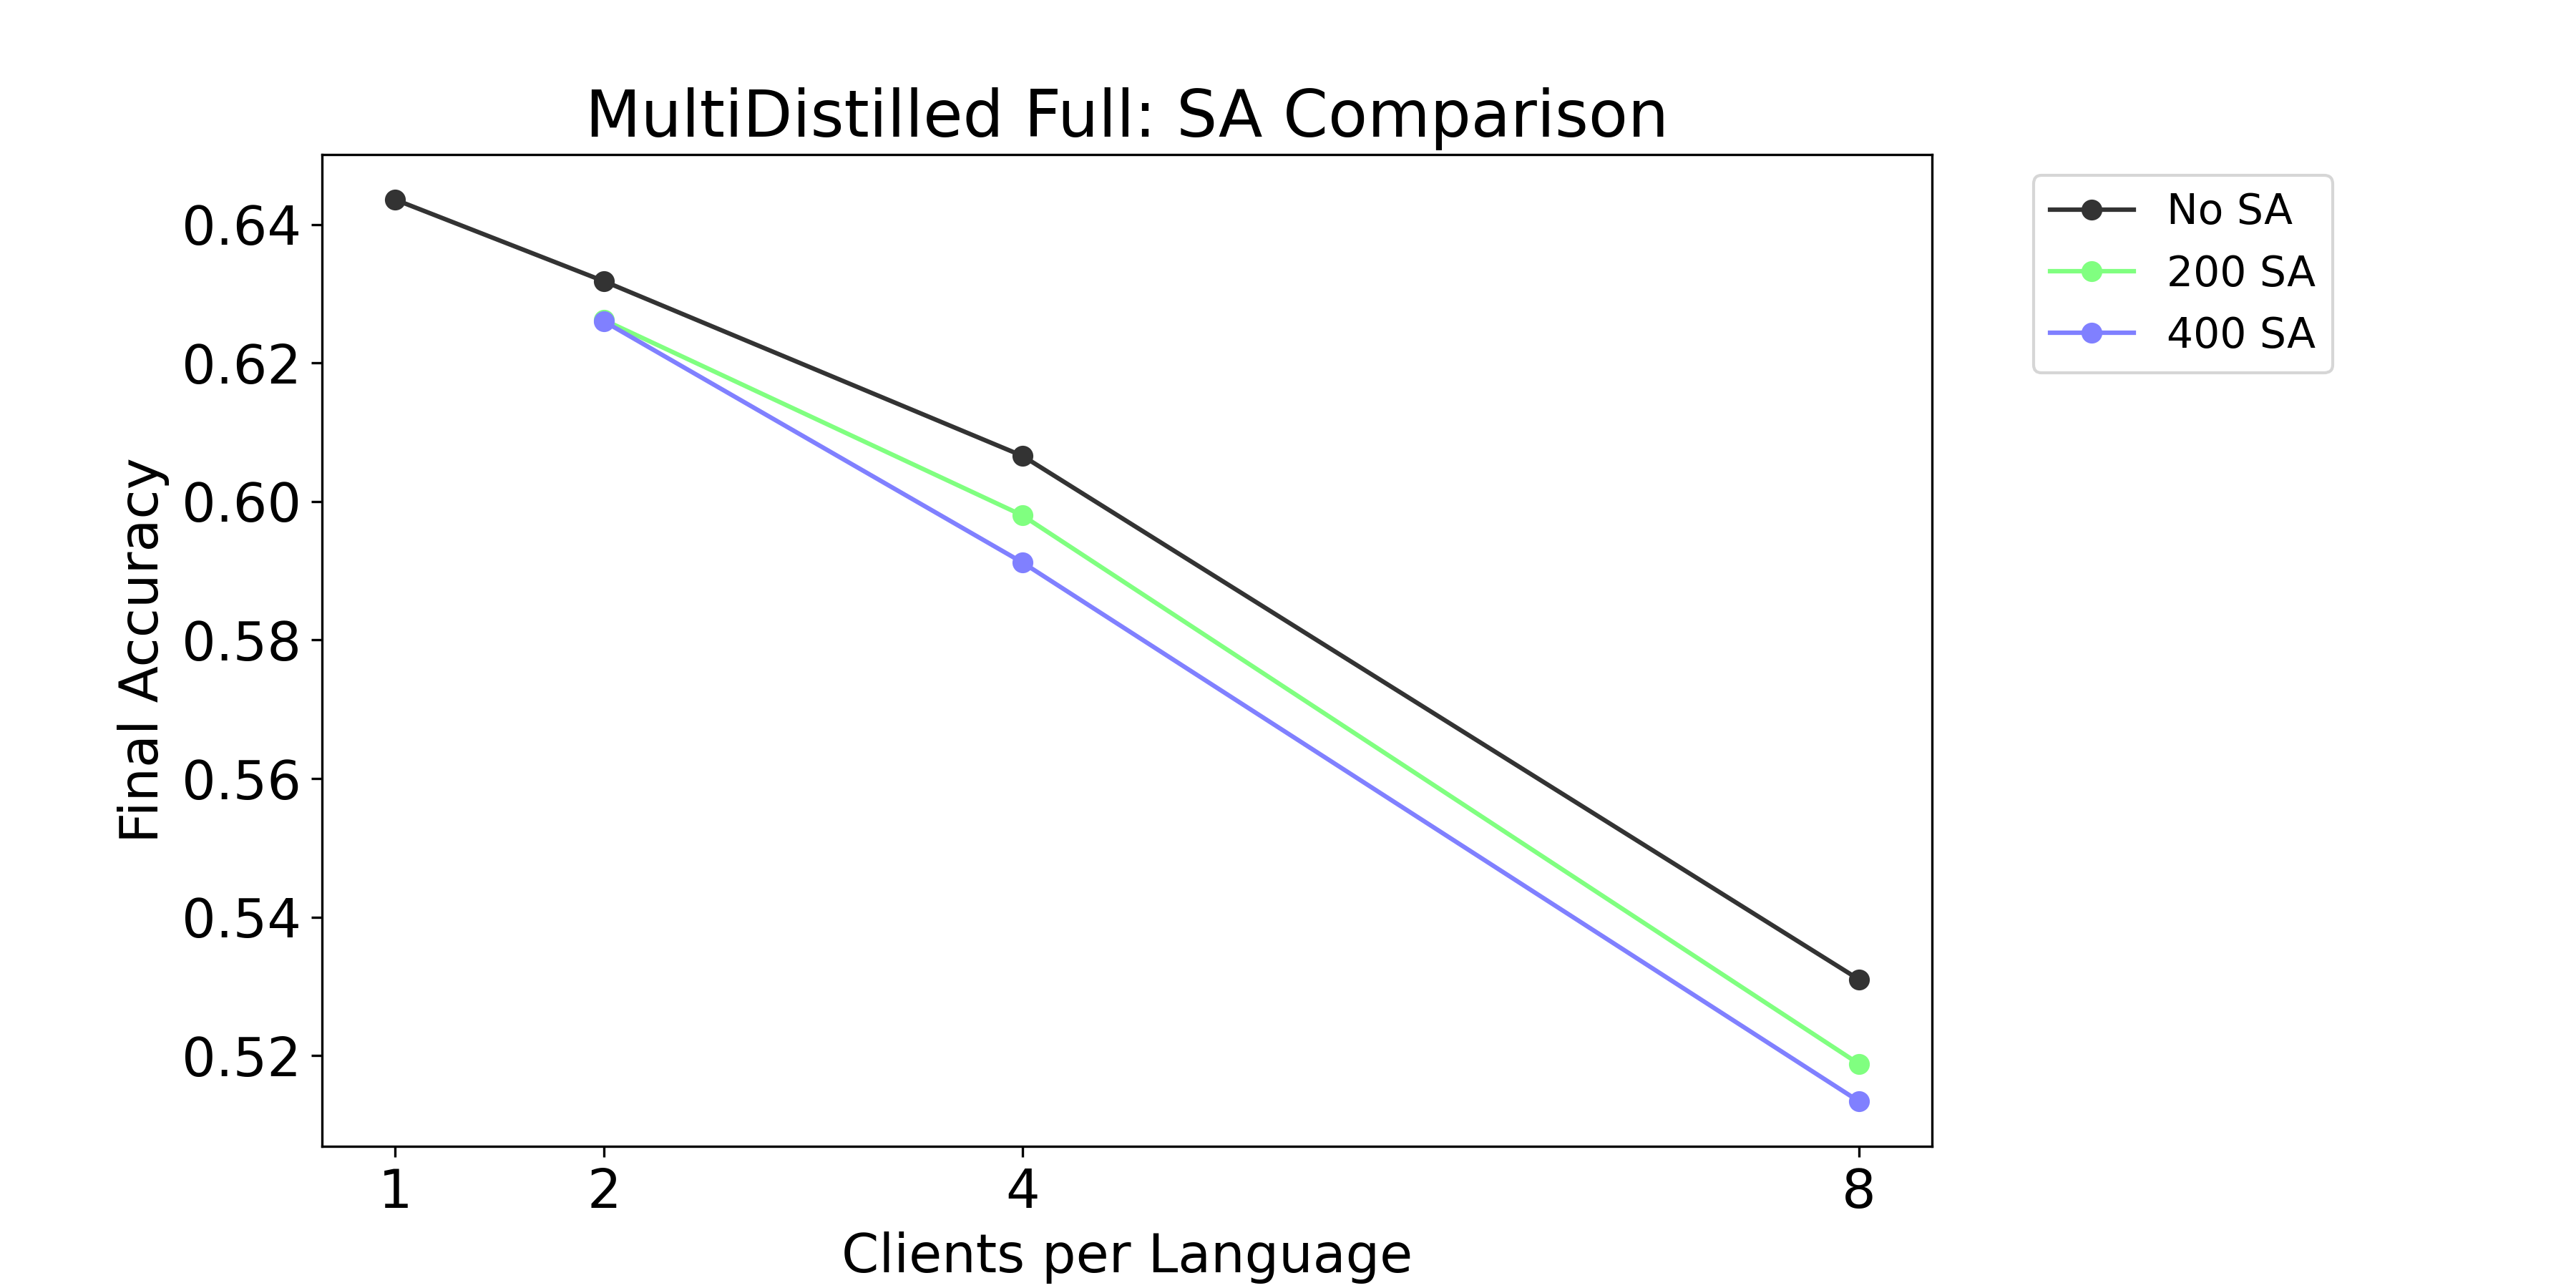 MultiDistilled Full: SA Comparison
Final Accuracy
0.64
0.62
0.60
0.58
0.56
0.54
0.52
1 2 4 8
Clients per Language
No SA
200 SA
400 SA